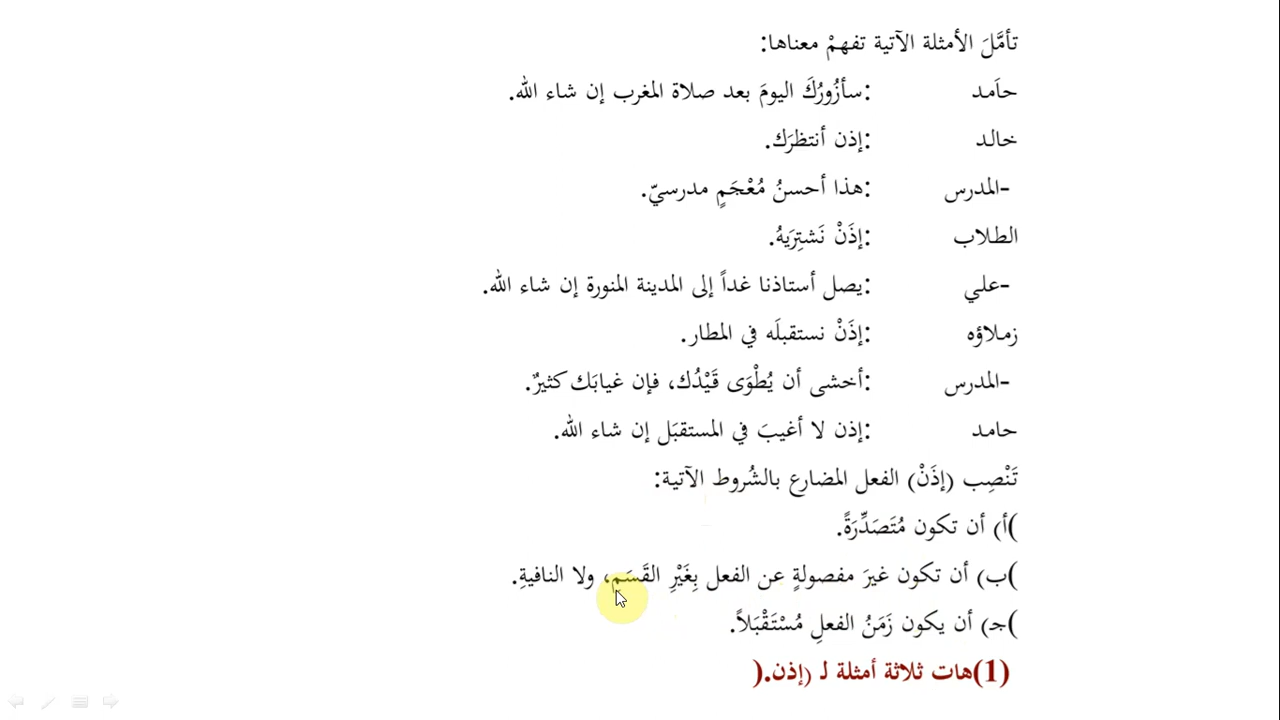 تأمَّلَ الأمثلة الآتية تفهمْ معناها:
حاَمد :سأزُورُكَ اليومَ بعد صلاة المغرب إن شاء الله.
خالد :إذن أنتظرَك.
-المدرس :هذا أحسنُ مُعْجَمٍ مدرسيّ.
الطلاب :إذَنْ نَشتِرَيهُ.
-علي :يصل أستاذنا غداً إلى المدينة المنورة إن شاء الله.
زملاؤه :إذَنْ نستقبلَه في المطار.
-المدرس :أخشى أن يُطْوَى قَيْدُك، فإن غيابَك كثيرٌ.
حامد :إذن لا أغيبَ في المستقبَل إن شاء الله.
تَنْصِب (إذَنْ) الفعل المضارع بالشُروط الآتية:
)أ) أن تكون مُتَصَدِّرَةً.
)ب) أن تكون غيرَ مفصولةٍ عن الفعل بِغَيْرِ القَسَمِ، ولا النافيةِ.
)جـ) أن يكون زَمَنُ الفعلِ مُسْتَقْبَلاً.
(1)هات ثلاثة أمثلة لـ (إذن.(